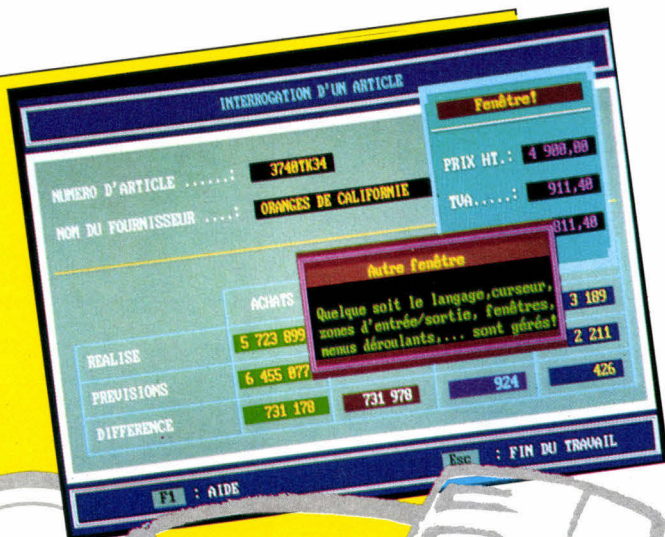 INTERROGATION D'UN ARTICLE
Fenêtre!
NUMERO D'ARTICLE ......: 3740TK34
PRIX HT.: 4 900,00
NOM DU FOURNISSEUR ....: ORANGES DE CALIFORNIE
TVA.....: 911,40
811,40
Autre fenêtre
Quelque soit le langage,curseur,
zones d'entrée/sortie, fenêtres,
menus déroulants,... sont gérés!
ACHATS
REALISE 5 723 899 3 189
PREVISIONS 6 455 077 2 211
DIFFERENCE 731 178 731 978 924 426
F1 : AIDE Esc : FIN DU TRAVAIL